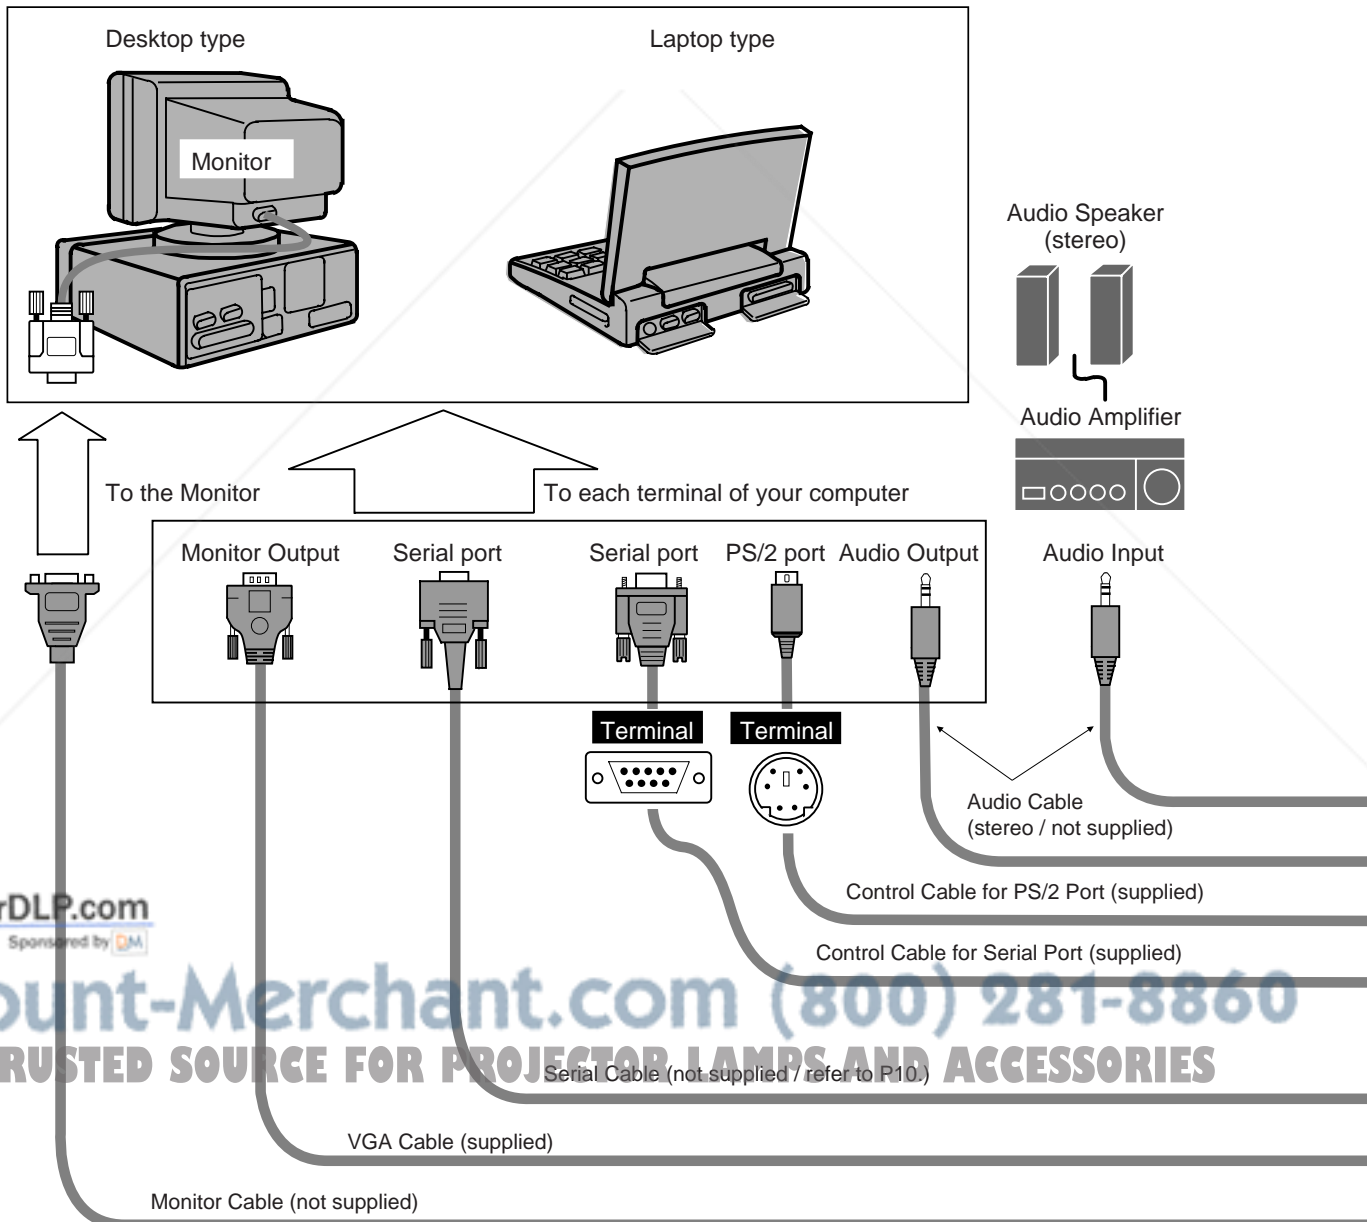 Desktop type
Laptop type
Monitor
Audio Speaker
(stereo)
Audio Amplifier
To the Monitor
To each terminal of your computer
Monitor Output
Serial port
Serial port
PS/2 port
Audio Output
Audio Input
Terminal
Terminal
Audio Cable
(stereo / not supplied)
Control Cable for PS/2 Port (supplied)
rDLP.com
Sponsored by DM
Control Cable for Serial Port (supplied)
ount-Merchant.com (800) 281-8860
RUSTED SOURCE FOR PROJECTOR LAMPS AND ACCESSORIES
Serial Cable (not supplied / refer to P10.)
VGA Cable (supplied)
Monitor Cable (not supplied)